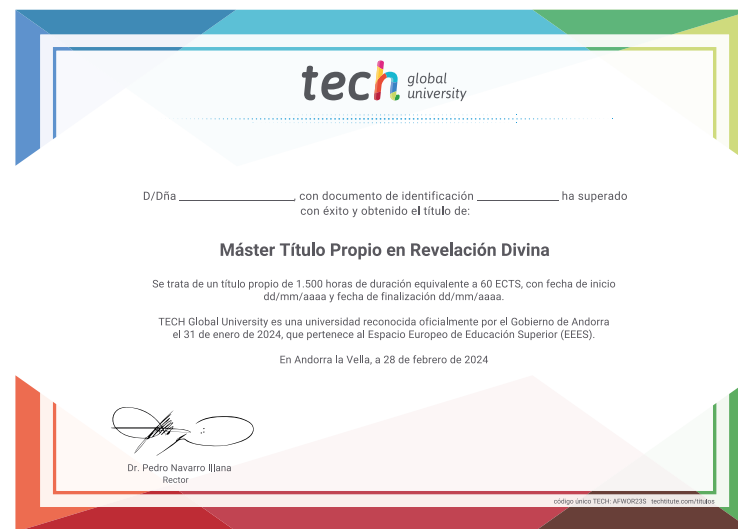 tech global university
D/Dña ____________________, con documento de identificación ______________ ha superado
con éxito y obtenido el título de:
Máster Título Propio en Revelación Divina
Se trata de un título propio de 1.500 horas de duración equivalente a 60 ECTS, con fecha de inicio
dd/mm/aaaa y fecha de finalización dd/mm/aaaa.
TECH Global University es una universidad reconocida oficialmente por el Gobierno de Andorra
el 31 de enero de 2024, que pertenece al Espacio Europeo de Educación Superior (EEES).
En Andorra la Vella, a 28 de febrero de 2024
Dr. Pedro Navarro Illana
Rector
código único TECH: AFWOR23S techtitute.com/titulos